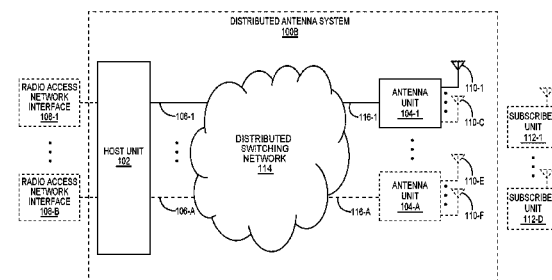 DISTRIBUTED ANTENNA SYSTEM
100B
RADIO ACCESS
NETWORK
INTERFACE
106-1
RADIO ACCESS
NETWORK
INTERFACE
106-B
HOST UNIT
102
108-1
108-A
DISTRIBUTED
SWITCHING
NETWORK
114
116-1
116-A
ANTENNA
UNIT
104-1
110-1
110-C
ANTENNA
UNIT
104-A
110-E
110-F
SUBSCRIBE
UNIT
112-1
SUBSCRIBE
UNIT
112-D